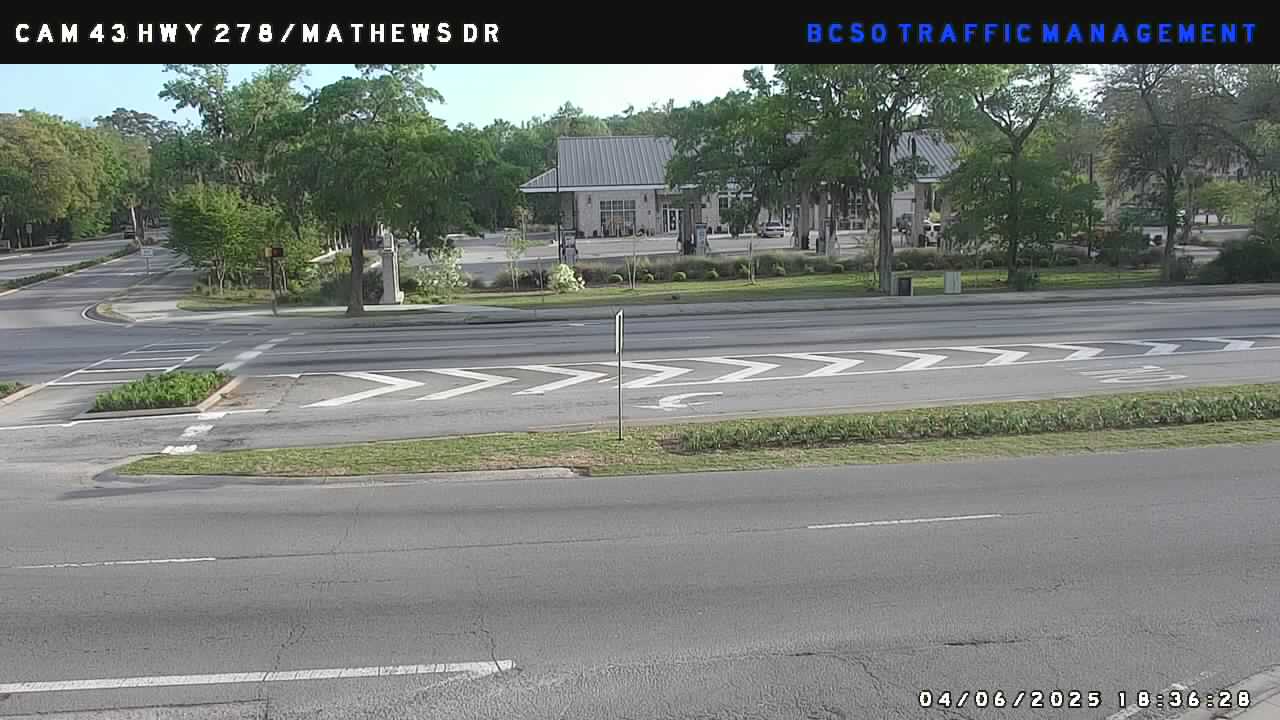 CAM 43 HWY 278/MATHEWS DR
BCSO TRAFFIC MANAGEMENT
04/06/2025 18:36:28